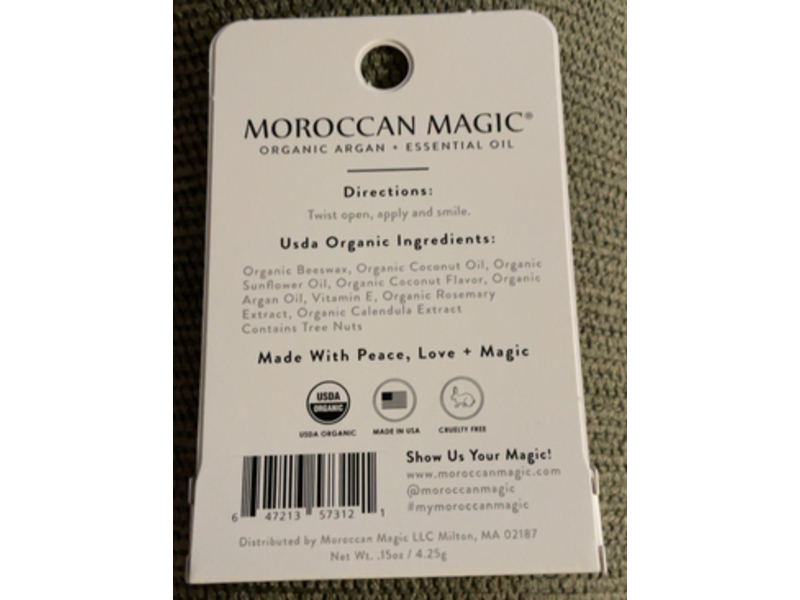 MOROCCAN MAGIC®
ORGANIC ARGAN + ESSENTIAL OIL
Directions:
Twist open, apply and smile.
Usda Organic Ingredients:
Organic Beeswax, Organic Coconut Oil, Organic
Sunflower Oil, Organic Coconut Flavor, Organic
Argan Oil, Vitamin E, Organic Rosemary
Extract, Organic Calendula Extract
Contains Tree Nuts
Made With Peace, Love + Magic
USDA
ORGANIC
USDA ORGANIC MADE IN USA CRUELTY FREE
Show Us Your Magic!
www.moroccanmagic.com
@moroccanmagic
#mymoroccanmagic
6 47213 57312 1
Distributed by Moroccan Magic LLC Milton, MA 02187
Net Wt. .15oz / 4.25g